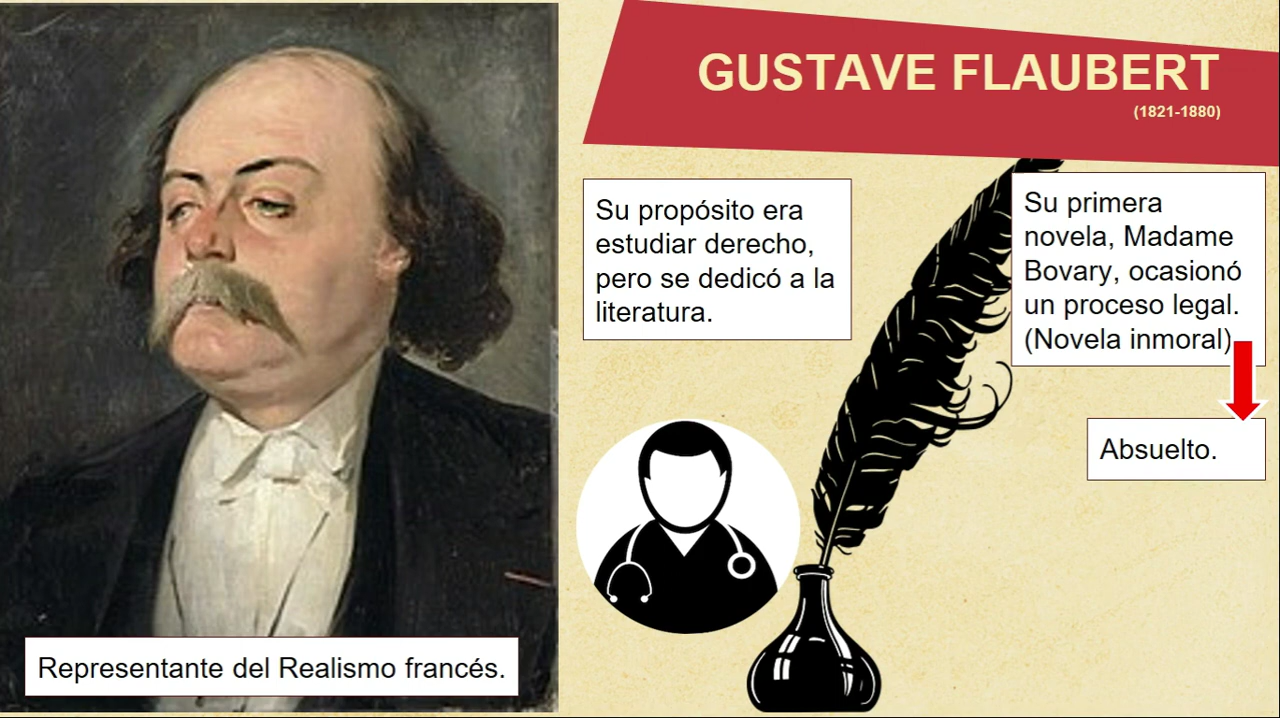 GUSTAVE FLAUBERT
(1821-1880)
Su propósito era
estudiar derecho,
pero se dedicó a la
literatura.
Su primera
novela, Madame
Bovary, ocasionó
un proceso legal.
(Novela inmoral)
Absuelto.
Representante del Realismo francés.